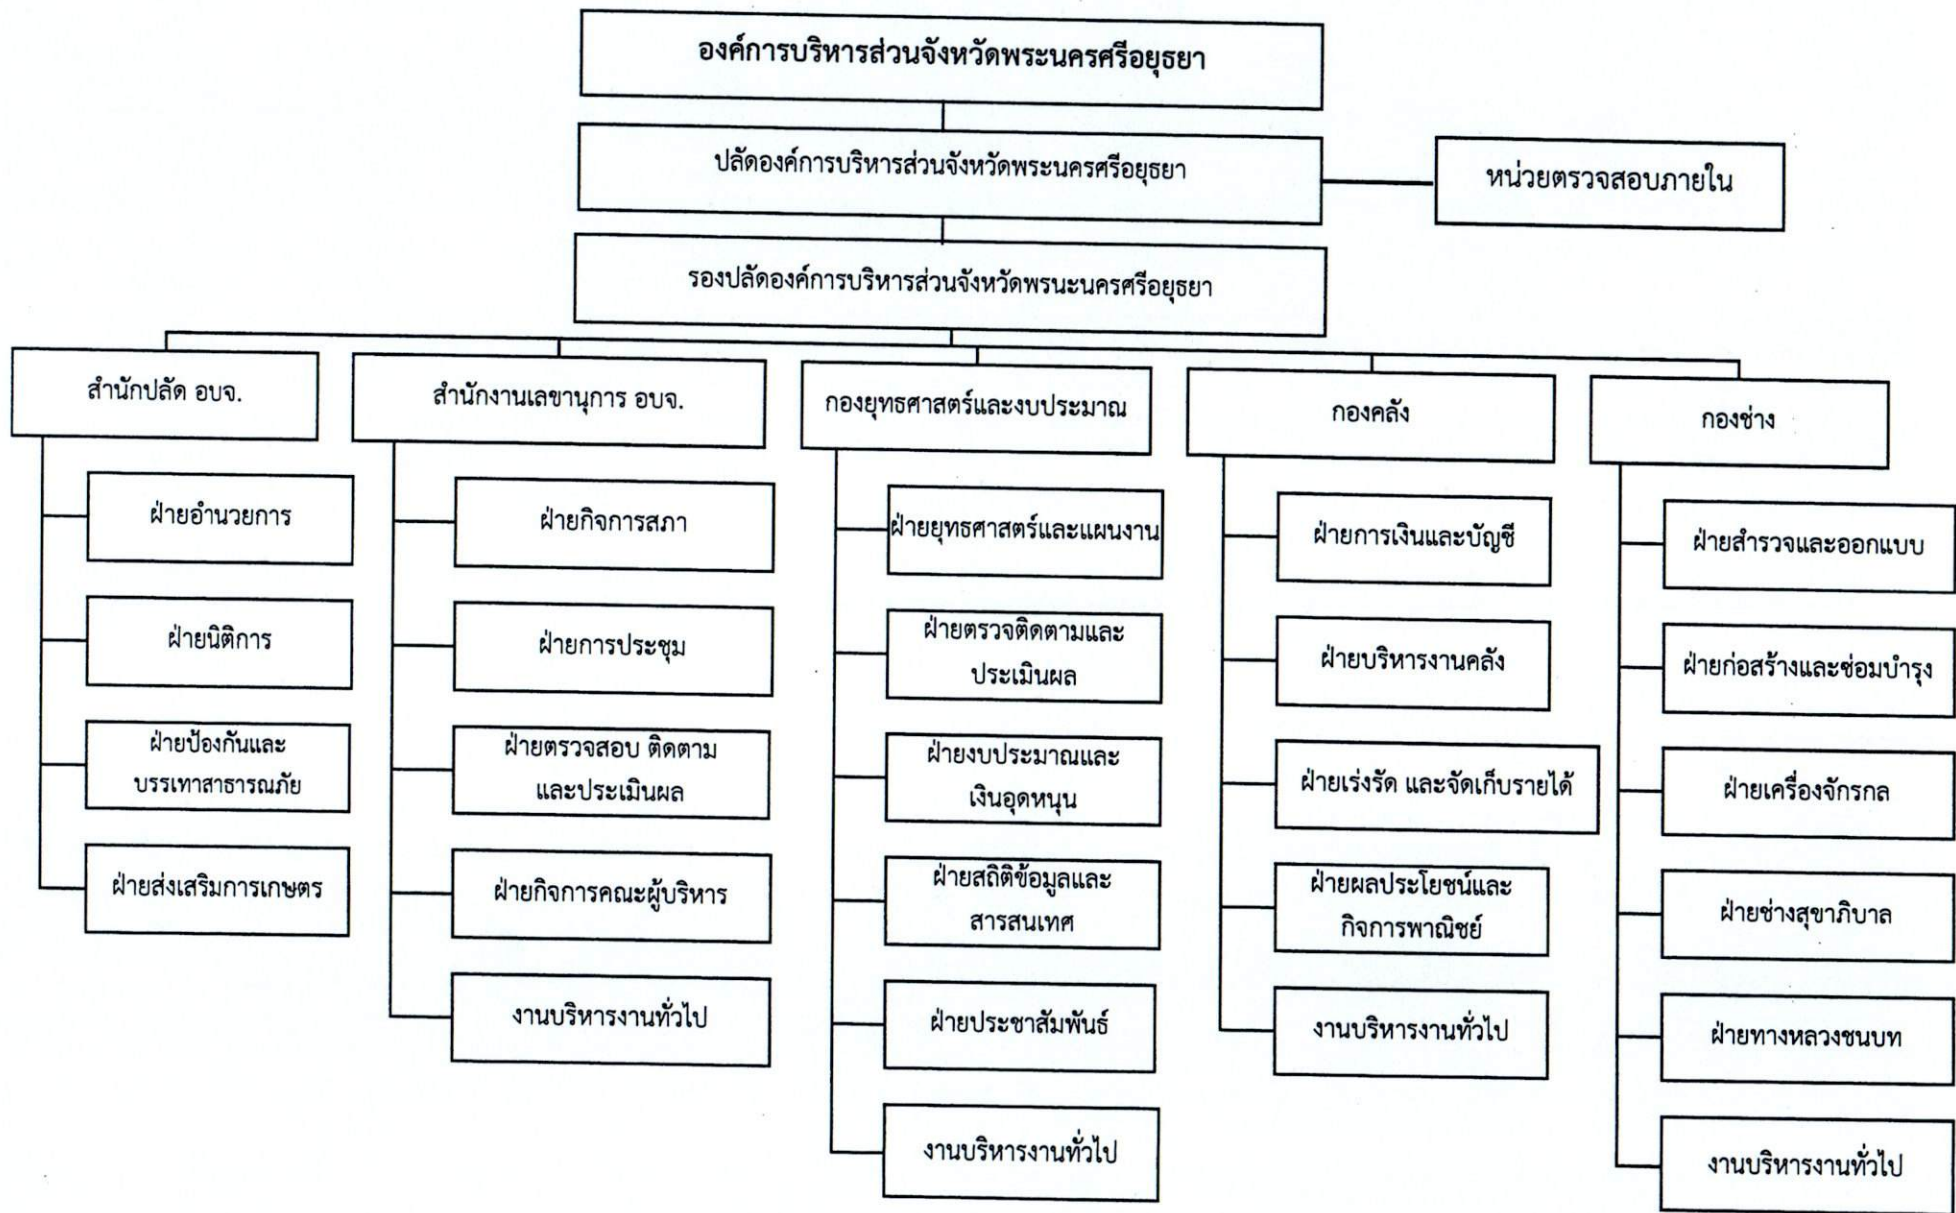 องค์การบริหารส่วนจังหวัดพระนครศรีอยุธยา
ปลัดองค์การบริหารส่วนจังหวัดพระนครศรีอยุธยา
หน่วยตรวจสอบภายใน
รองปลัดองค์การบริหารส่วนจังหวัดพรนะนครศรีอยุธยา
สำนักปลัด อบจ.
ฝ่ายอำนวยการ
ฝ่ายนิติการ
ฝ่ายป้องกันและ
บรรเทาสาธารณภัย
ฝ่ายส่งเสริมการเกษตร
สำนักงานเลขานุการ อบจ.
ฝ่ายกิจการสภา
ฝ่ายการประชุม
ฝ่ายตรวจสอบ ติดตาม
และประเมินผล
ฝ่ายกิจการคณะผู้บริหาร
งานบริหารงานทั่วไป
กองยุทธศาสตร์และงบประมาณ
ฝ่ายยุทธศาสตร์และแผนงาน
ฝ่ายตรวจติดตามและ
ประเมินผล
ฝ่ายงบประมาณและ
เงินอุดหนุน
ฝ่ายสถิติข้อมูลและ
สารสนเทศ
ฝ่ายประชาสัมพันธ์
งานบริหารงานทั่วไป
กองคลัง
ฝ่ายการเงินและบัญชี
ฝ่ายบริหารงานคลัง
ฝ่ายเร่งรัด และจัดเก็บรายได้
ฝ่ายผลประโยชน์และ
กิจการพาณิชย์
งานบริหารงานทั่วไป
กองช่าง
ฝ่ายสำรวจและออกแบบ
ฝ่ายก่อสร้างและซ่อมบำรุง
ฝ่ายเครื่องจักรกล
ฝ่ายช่างสุขาภิบาล
ฝ่ายทางหลวงชนบท
งานบริหารงานทั่วไป